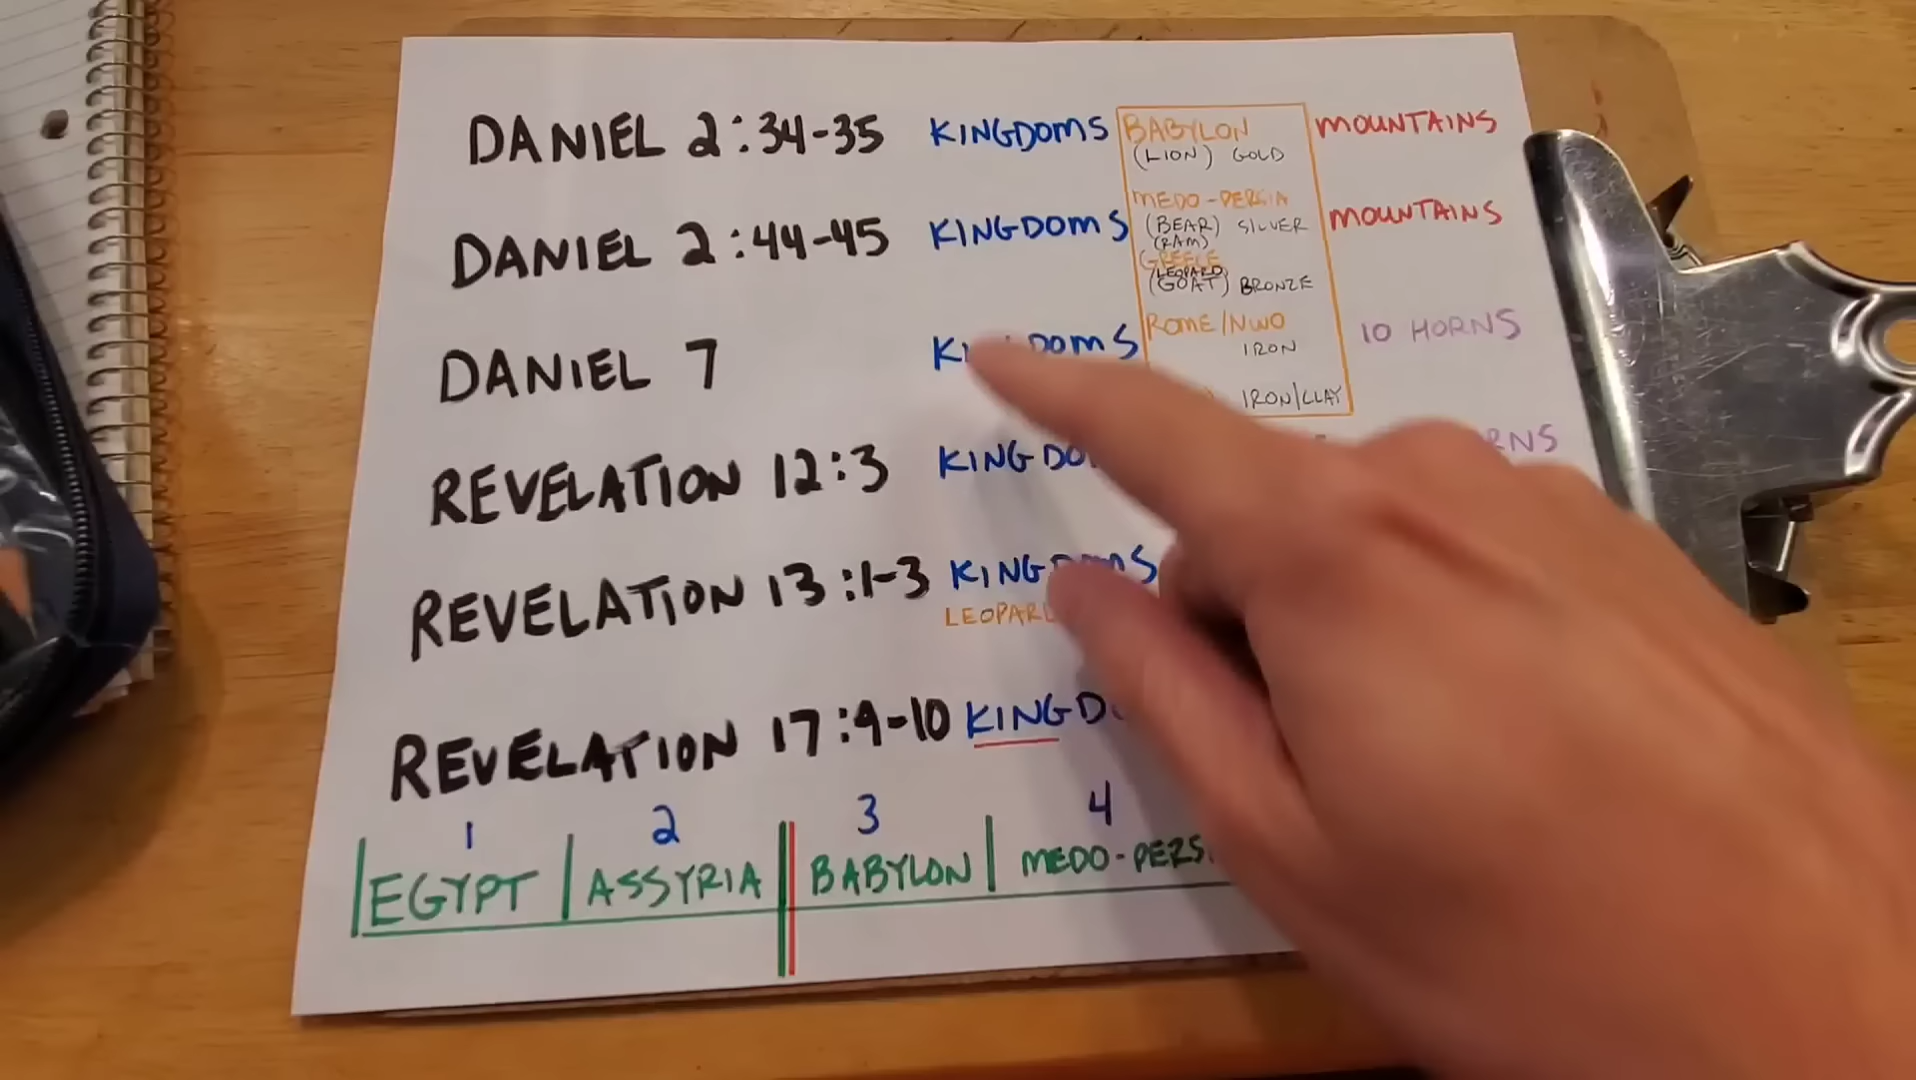 DANIEL 2:34-35 KINGDOMS BABYLON MOUNTAINS
(LION) GOLD
MEDO-PERSIA
DANIEL 2:44-45 KINGDOMS (BEAR) SILVER MOUNTAINS
(RAM)
GREECE
(LEOPARD)
(GOAT) BRONZE
ROME/NWO 10 HORNS
DANIEL 7 IRON
IRON/CLAY
REVELATION 12:3
REVELATION 13:1-3 KINGDOMS
LEOPARD
REVELATION 17:9-10
1 2 3 4
EGYPT ASSYRIA BABYLON